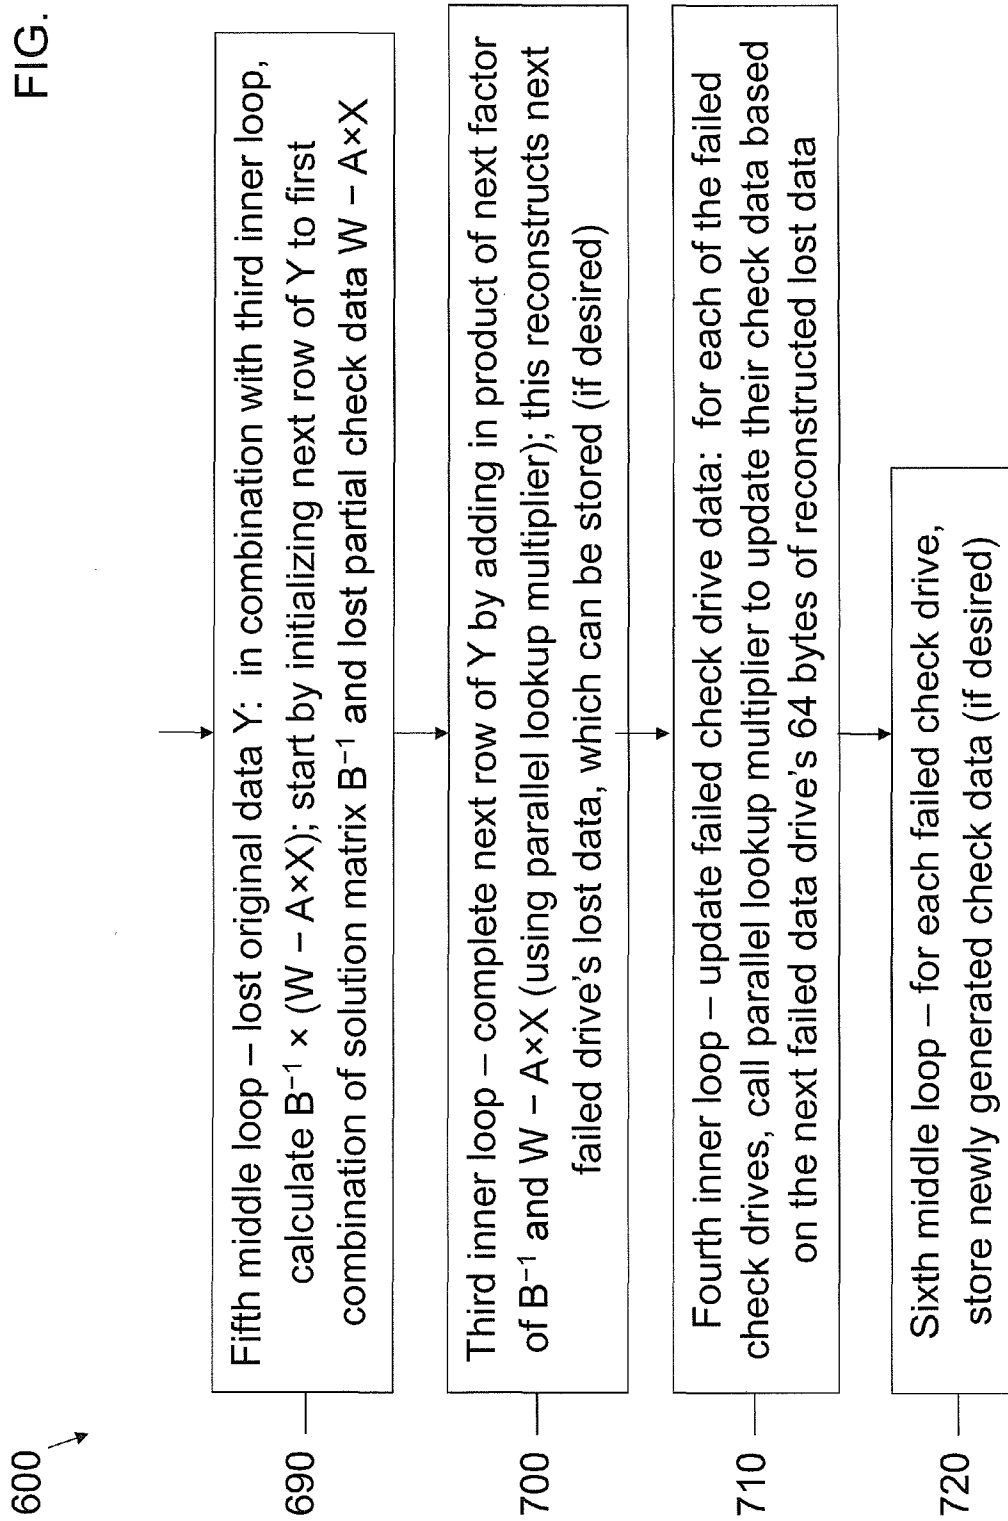 FIG.
600
690
Fifth middle loop – lost original data Y: in combination with third inner loop,
calculate B⁻¹ × (W – A×X); start by initializing next row of Y to first
combination of solution matrix B⁻¹ and lost partial check data W – A×X
700
Third inner loop – complete next row of Y by adding in product of next factor
of B⁻¹ and W – A×X (using parallel lookup multiplier); this reconstructs next
failed drive's lost data, which can be stored (if desired)
710
Fourth inner loop – update failed check drive data: for each of the failed
check drives, call parallel lookup multiplier to update their check data based
on the next failed data drive's 64 bytes of reconstructed lost data
720
Sixth middle loop – for each failed check drive,
store newly generated check data (if desired)